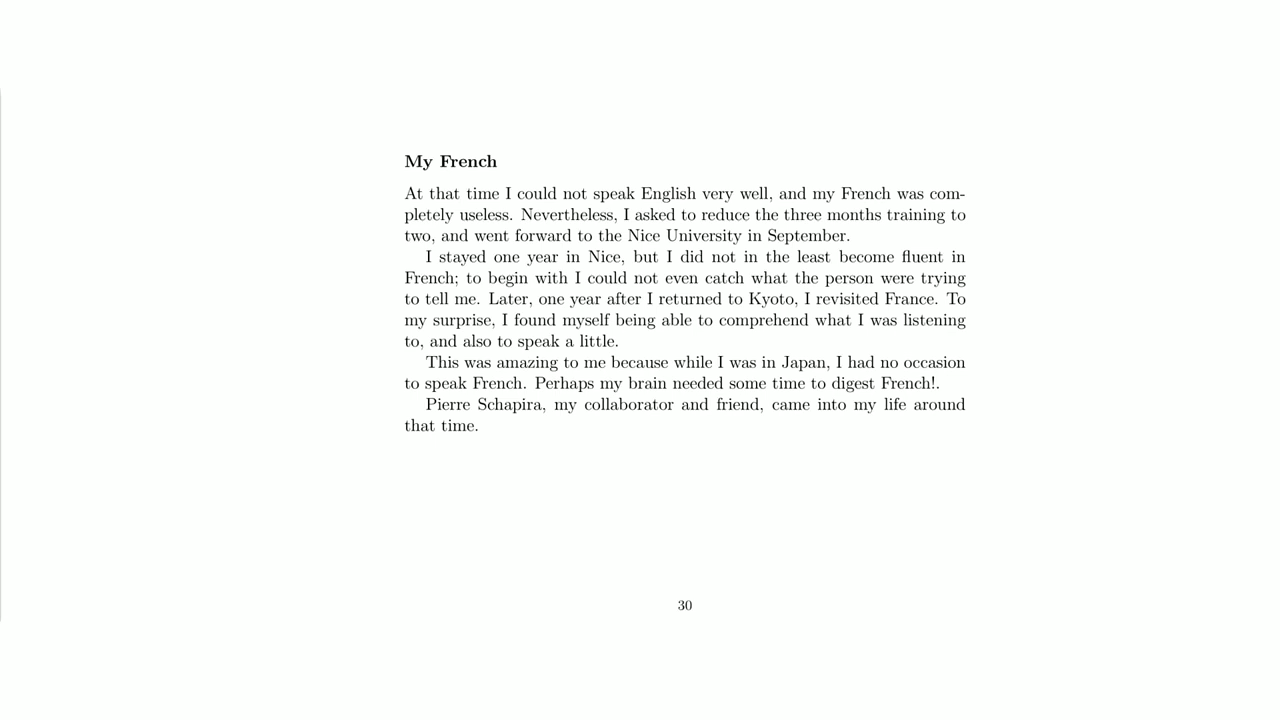 My French
At that time I could not speak English very well, and my French was com-
pletely useless. Nevertheless, I asked to reduce the three months training to
two, and went forward to the Nice University in September.
I stayed one year in Nice, but I did not in the least become fluent in
French; to begin with I could not even catch what the person were trying
to tell me. Later, one year after I returned to Kyoto, I revisited France. To
my surprise, I found myself being able to comprehend what I was listening
to, and also to speak a little.
This was amazing to me because while I was in Japan, I had no occasion
to speak French. Perhaps my brain needed some time to digest French!.
Pierre Schapira, my collaborator and friend, came into my life around
that time.
30